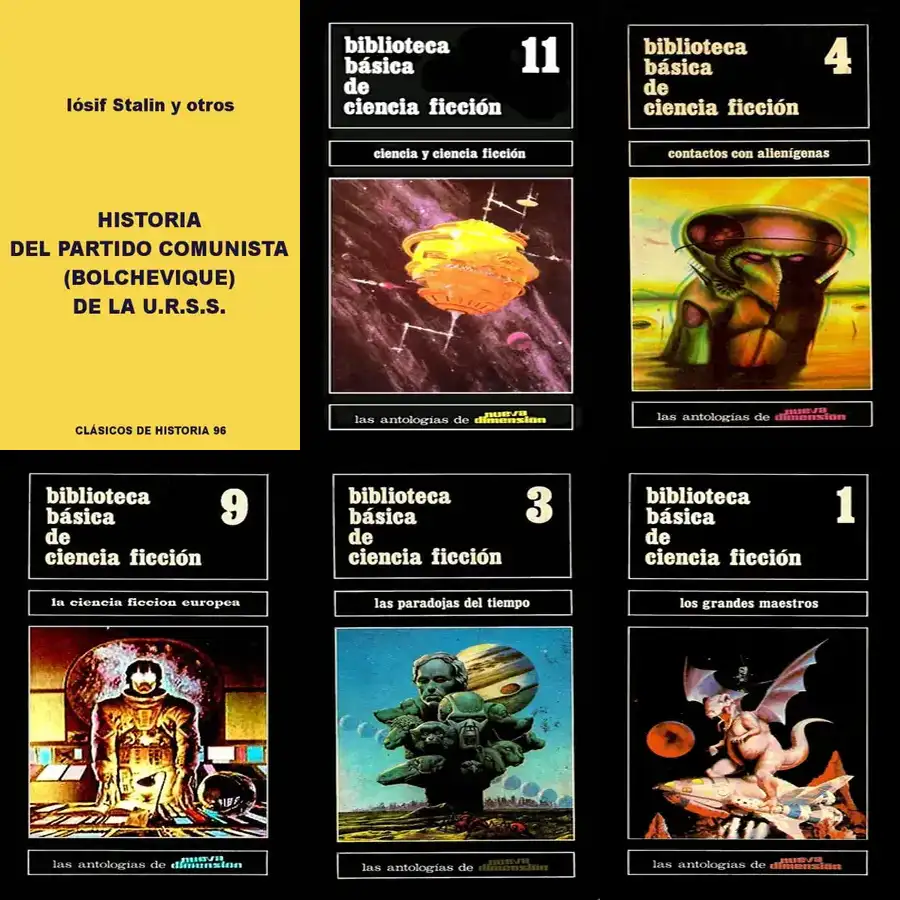 Iósif Stalin y otros
HISTORIA
DEL PARTIDO COMUNISTA
(BOLCHEVIQUE)
DE LA U.R.S.S.
CLÁSICOS DE HISTORIA 96
biblioteca
básica
de
ciencia ficción
11
ciencia y ciencia ficción
las antologías de nueva dimensión
biblioteca
básica
de
ciencia ficción
4
contactos con alienígenas
las antologías de nueva dimensión
biblioteca
básica
de
ciencia ficción
9
la ciencia ficcion europea
las antologías de nueva dimensión
biblioteca
básica
de
ciencia ficción
3
las paradojas del tiempo
las antologías de nueva dimensión
biblioteca
básica
de
ciencia ficción
1
los grandes maestros
las antologías de nueva dimensión